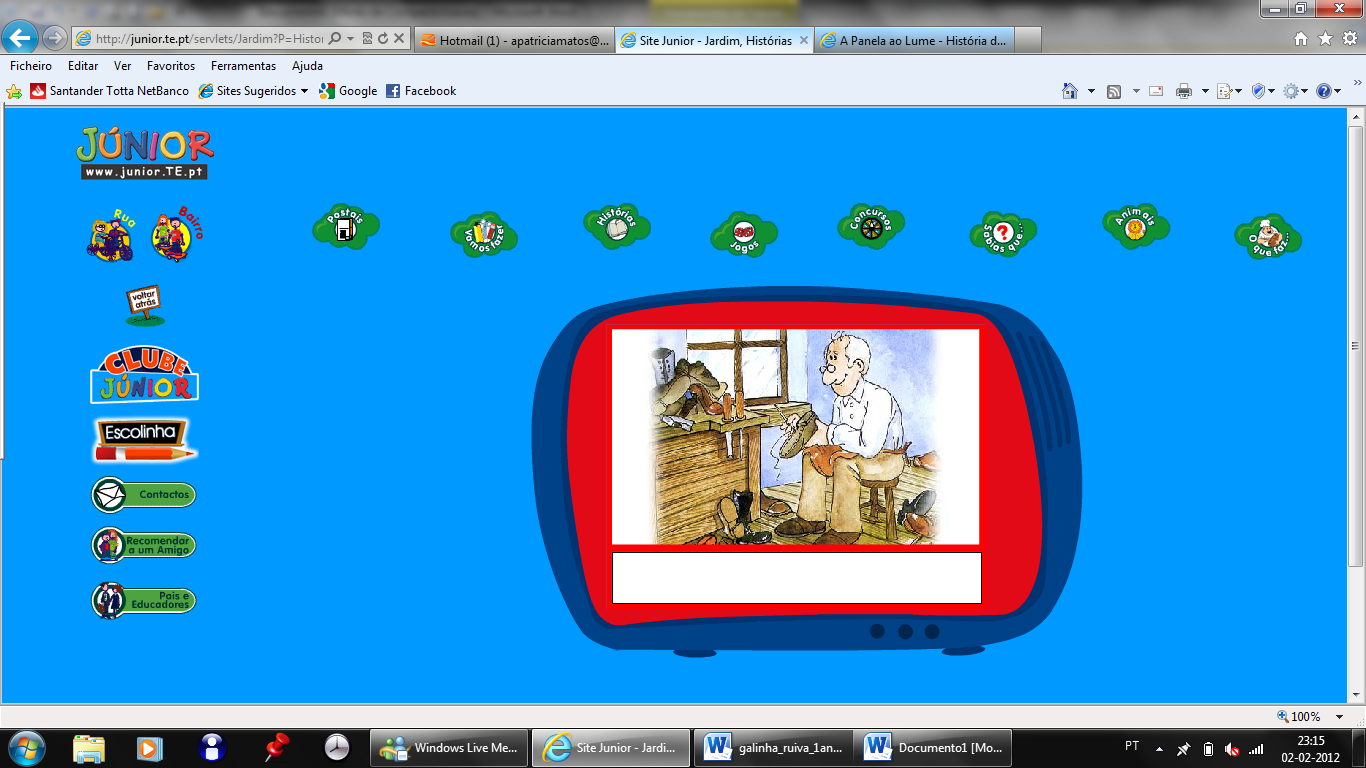 http://junior.te.pt/servlets/Jardim?P=Histor
Hotmail (1) - apatriciamatos@...
Site Junior - Jardim, Histórias
A Panela ao Lume - História d...
Ficheiro Editar Ver Favoritos Ferramentas Ajuda
Santander Totta NetBanco Sites Sugeridos Google Facebook
JÚNIOR
www.junior.TE.pt
Rua Bairro
Postais Vamos fazer Histórias Jogos Concursos Sabias que... Animais O que faz...
voltar atrás
CLUBE
JÚNIOR
Escolinha
Contactos
Recomendar
a um Amigo
Pais e
Educadores
100%
Windows Live Me... Site Junior - Jardi... galinha_ruiva_1an... Documento1 [Mo...
PT
23:15
02-02-2012